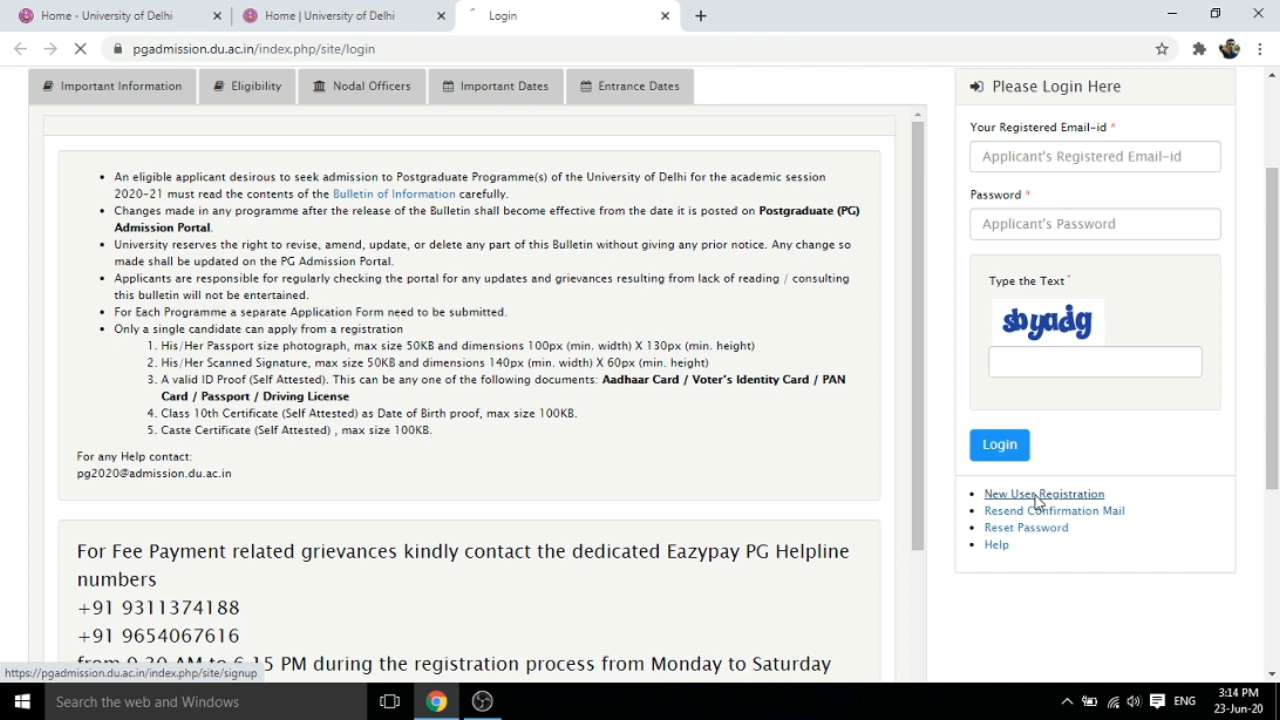 Home - University of Delhi
Home | University of Delhi
Login
pgadmission.du.ac.in/index.php/site/login
Important Information
Eligibility
Nodal Officers
Important Dates
Entrance Dates
An eligible applicant desirous to seek admission to Postgraduate Programme(s) of the University of Delhi for the academic session
2020-21 must read the contents of the Bulletin of Information carefully.
Changes made in any programme after the release of the Bulletin shall become effective from the date it is posted on Postgraduate (PG)
Admission Portal.
University reserves the right to revise, amend, update, or delete any part of this Bulletin without giving any prior notice. Any change so
made shall be updated on the PG Admission Portal.
Applicants are responsible for regularly checking the portal for any updates and grievances resulting from lack of reading / consulting
this bulletin will not be entertained.
For Each Programme a separate Application Form need to be submitted.
Only a single candidate can apply from a registration
1. His/Her Passport size photograph, max size 50KB and dimensions 100px (min. width) X 130px (min. height)
2. His/Her Scanned Signature, max size 50KB and dimensions 140px (min. width) X 60px (min. height)
3. A valid ID Proof (Self Attested). This can be any one of the following documents: Aadhaar Card / Voter's Identity Card / PAN
Card / Passport / Driving License
4. Class 10th Certificate (Self Attested) as Date of Birth proof, max size 100KB.
5. Caste Certificate (Self Attested) , max size 100KB.
For any Help contact:
pg2020@admission.du.ac.in
For Fee Payment related grievances kindly contact the dedicated Eazypay PG Helpline
numbers
+91 9311374188
+91 9654067616
from 9.30 AM to 6.15 PM during the registration process from Monday to Saturday
Please Login Here
Your Registered Email-id *
Applicant's Registered Email-id
Password *
Applicant's Password
Type the Text *
sbyadg
Login
New User Registration
Resend Confirmation Mail
Reset Password
Help
https://pgadmission.du.ac.in/index.php/site/signup
Search the web and Windows
ENG
3:14 PM
23-Jun-20